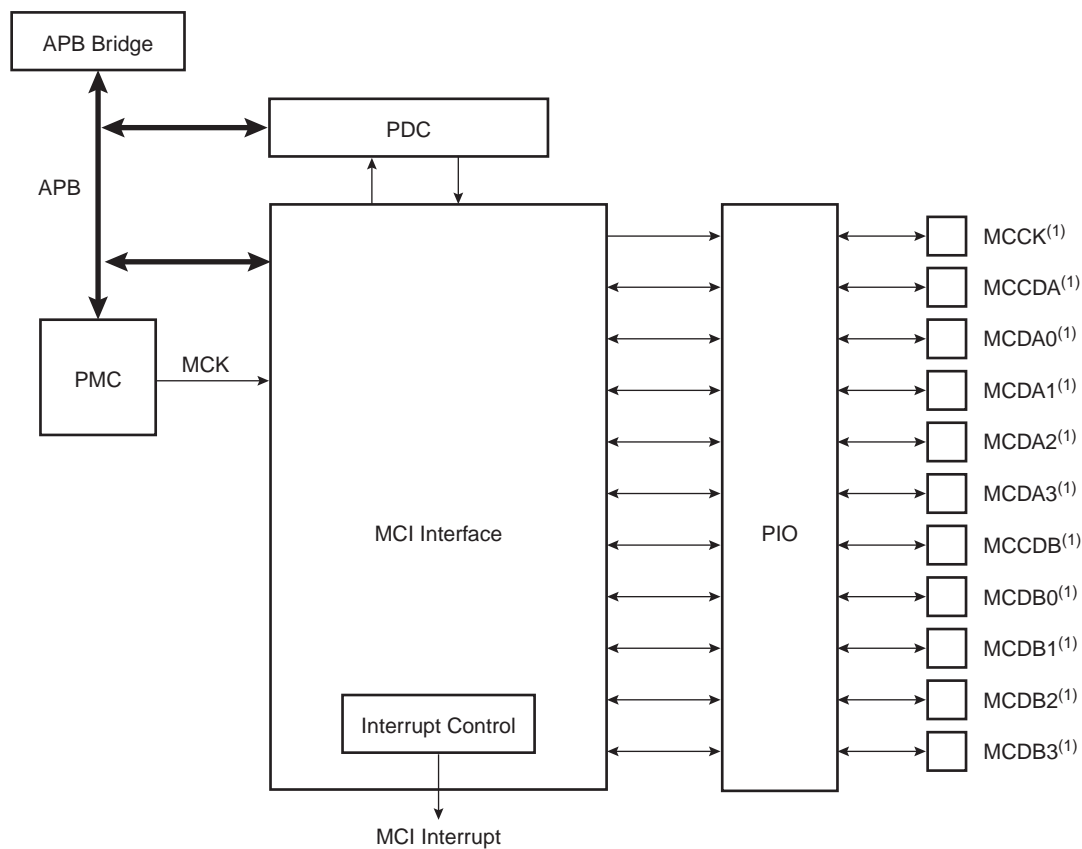 APB Bridge
PDC
APB
MCCK(1)
MCCDA(1)
MCDA0(1)
PMC
MCK
MCDA1(1)
MCDA2(1)
MCDA3(1)
MCI Interface
PIO
MCCDB(1)
MCDB0(1)
MCDB1(1)
MCDB2(1)
Interrupt Control
MCDB3(1)
MCI Interrupt